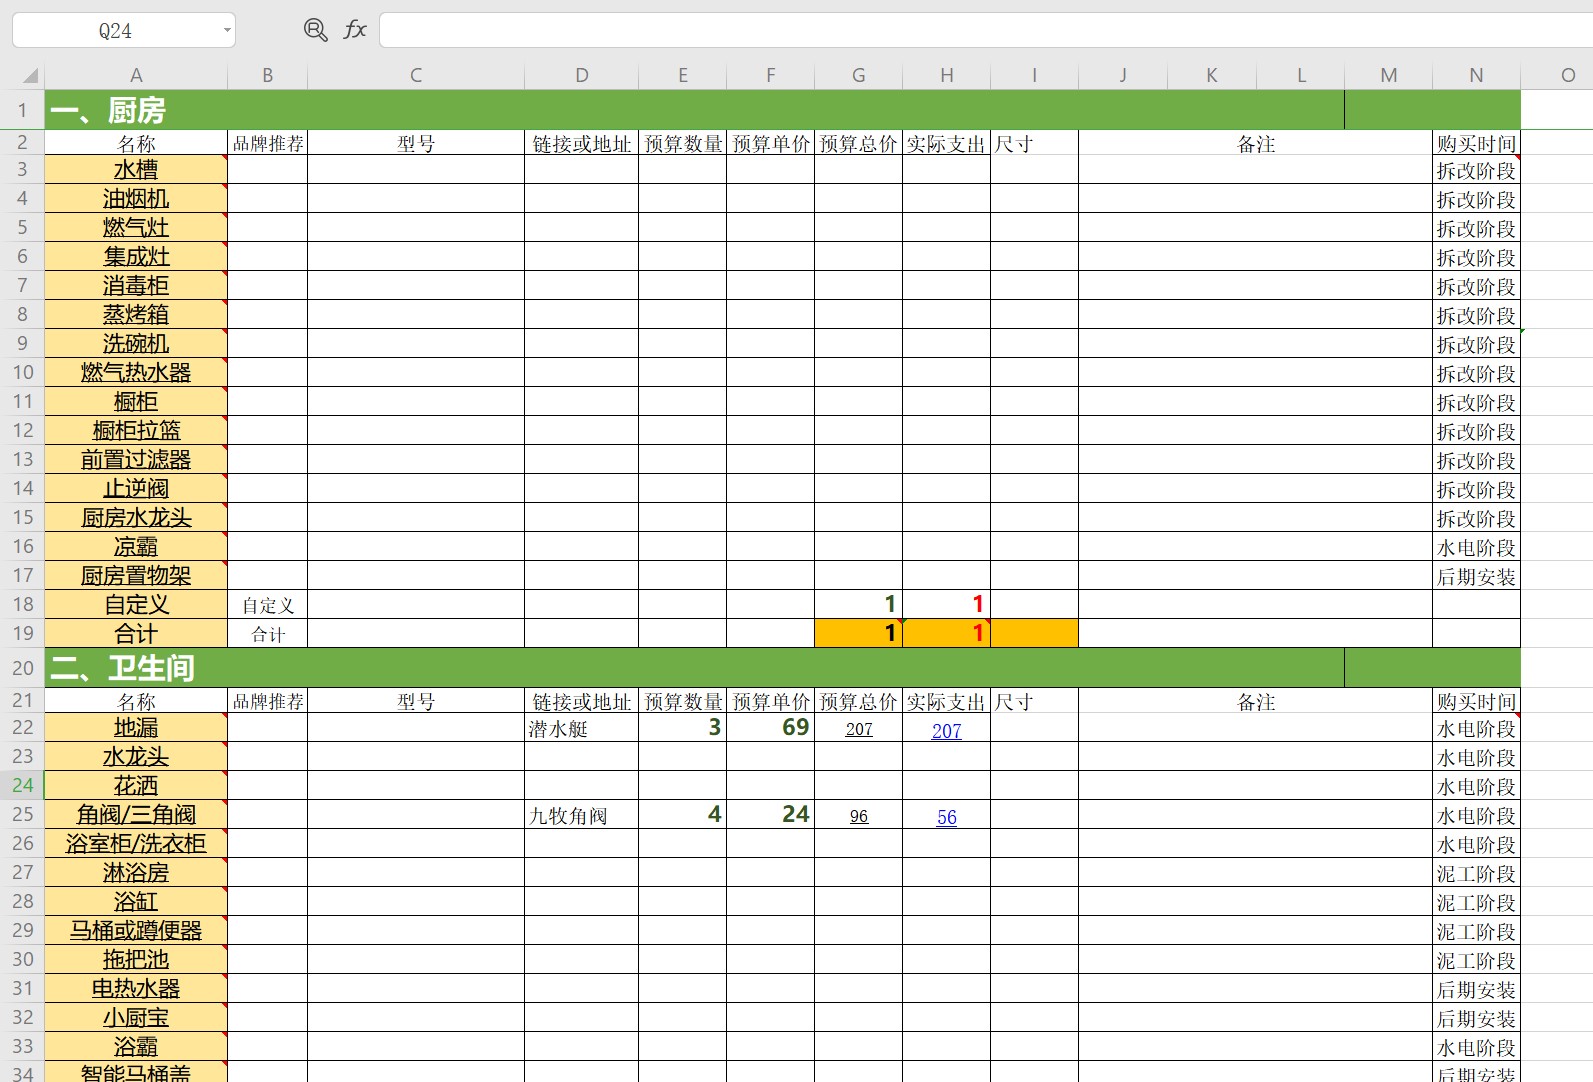 Q24 fx
A B C D E F G H I J K L M N O
1 一、厨房
2 名称 品牌推荐 型号 链接或地址 预算数量 预算单价 预算总价 实际支出 尺寸 备注 购买时间
3 水槽 拆改阶段
4 油烟机 拆改阶段
5 燃气灶 拆改阶段
6 集成灶 拆改阶段
7 消毒柜 拆改阶段
8 蒸烤箱 拆改阶段
9 洗碗机 拆改阶段
10 燃气热水器 拆改阶段
11 橱柜 拆改阶段
12 橱柜拉篮 拆改阶段
13 前置过滤器 拆改阶段
14 止逆阀 拆改阶段
15 厨房水龙头 拆改阶段
16 凉霸 水电阶段
17 厨房置物架 后期安装
18 自定义 自定义 1 1
19 合计 合计 1 1
20 二、卫生间
21 名称 品牌推荐 型号 链接或地址 预算数量 预算单价 预算总价 实际支出 尺寸 备注 购买时间
22 地漏 潜水艇 3 69 207 207 水电阶段
23 水龙头 水电阶段
24 花洒 水电阶段
25 角阀/三角阀 九牧角阀 4 24 96 56 水电阶段
26 浴室柜/洗衣柜 水电阶段
27 淋浴房 泥工阶段
28 浴缸 泥工阶段
29 马桶或蹲便器 泥工阶段
30 拖把池 泥工阶段
31 电热水器 后期安装
32 小厨宝 后期安装
33 浴霸 水电阶段
34 智能马桶盖 后期安装